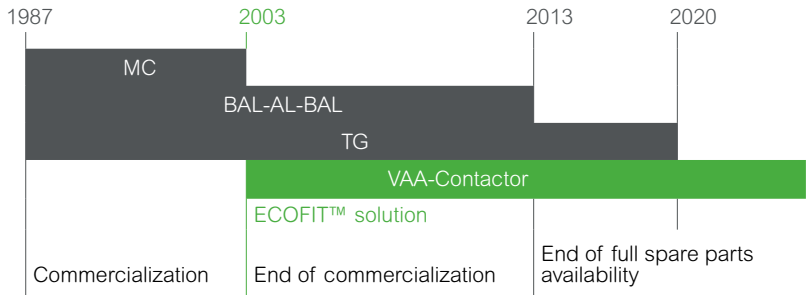 1987
2003
2013
2020
MC
BAL-AL-BAL
TG
VAA-Contactor
ECOFIT™ solution
Commercialization
End of commercialization
End of full spare parts
availability